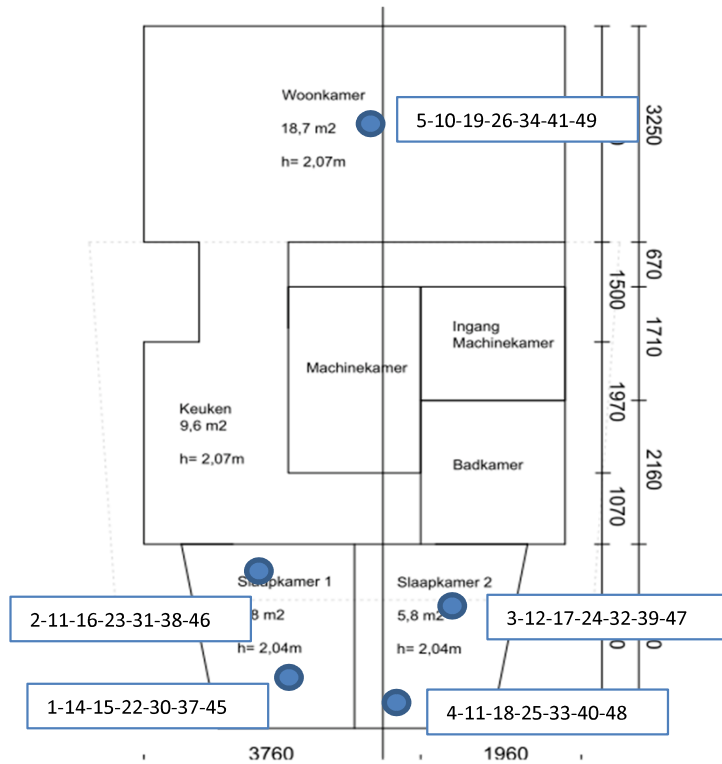 Woonkamer
18,7 m2
h= 2,07m
5-10-19-26-34-41-49
3250
670
1500
1710
Ingang
Machinekamer
Machinekamer
1970
Keuken
9,6 m2
h= 2,07m
Badkamer
2160
1070
Slaapkamer 1
8 m2
h= 2,04m
Slaapkamer 2
5,8 m2
h= 2,04m
2-11-16-23-31-38-46
3-12-17-24-32-39-47
1-14-15-22-30-37-45
4-11-18-25-33-40-48
3760
1960